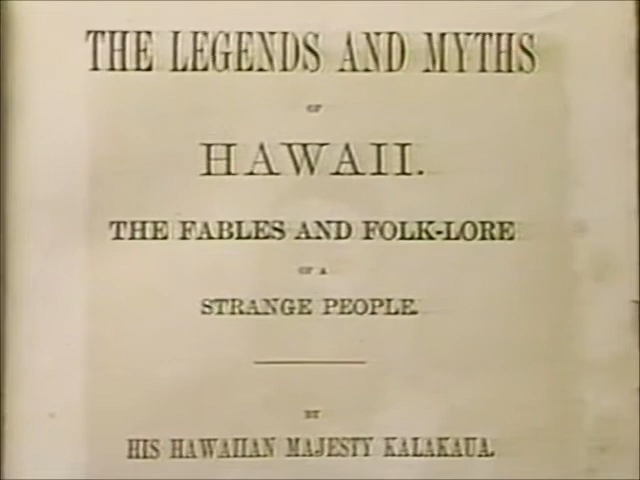 THE LEGENDS AND MYTHS
OF
HAWAII.
THE FABLES AND FOLK-LORE
OF A
STRANGE PEOPLE.
BY
HIS HAWAIIAN MAJESTY KALAKAUA.